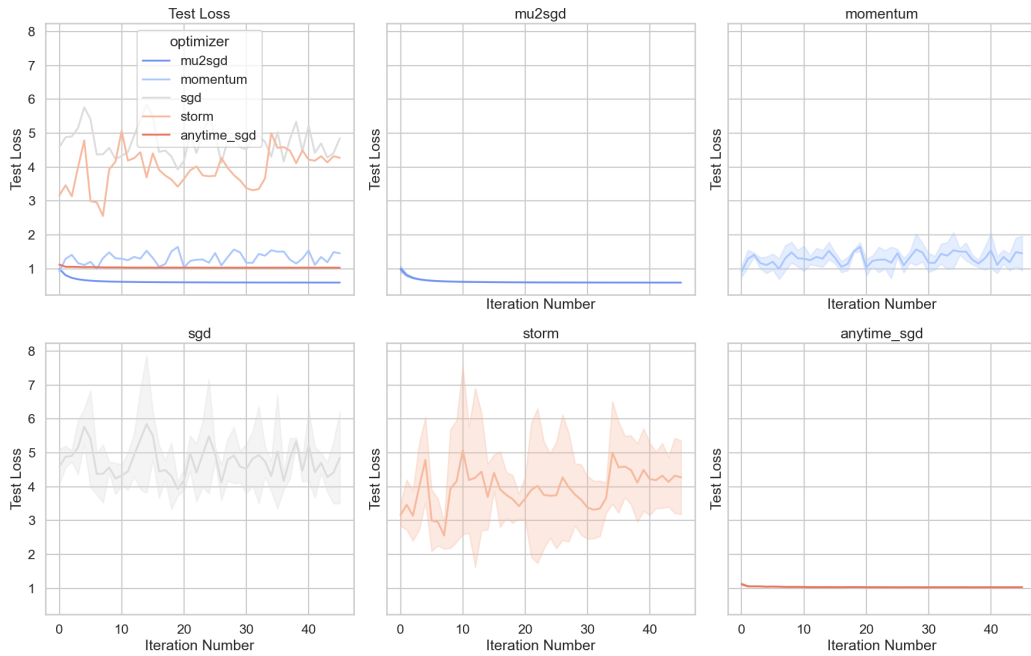 Test Loss
mu2sgd
momentum
8
7
6
5
4
3
2
1
Test Loss
optimizer
mu2sgd
momentum
sgd
storm
anytime_sgd
Test Loss
Test Loss
Iteration Number
Iteration Number
sgd
storm
anytime_sgd
8
7
6
5
4
3
2
1
Test Loss
Test Loss
Test Loss
0 10 20 30 40
0 10 20 30 40
0 10 20 30 40
Iteration Number
Iteration Number
Iteration Number